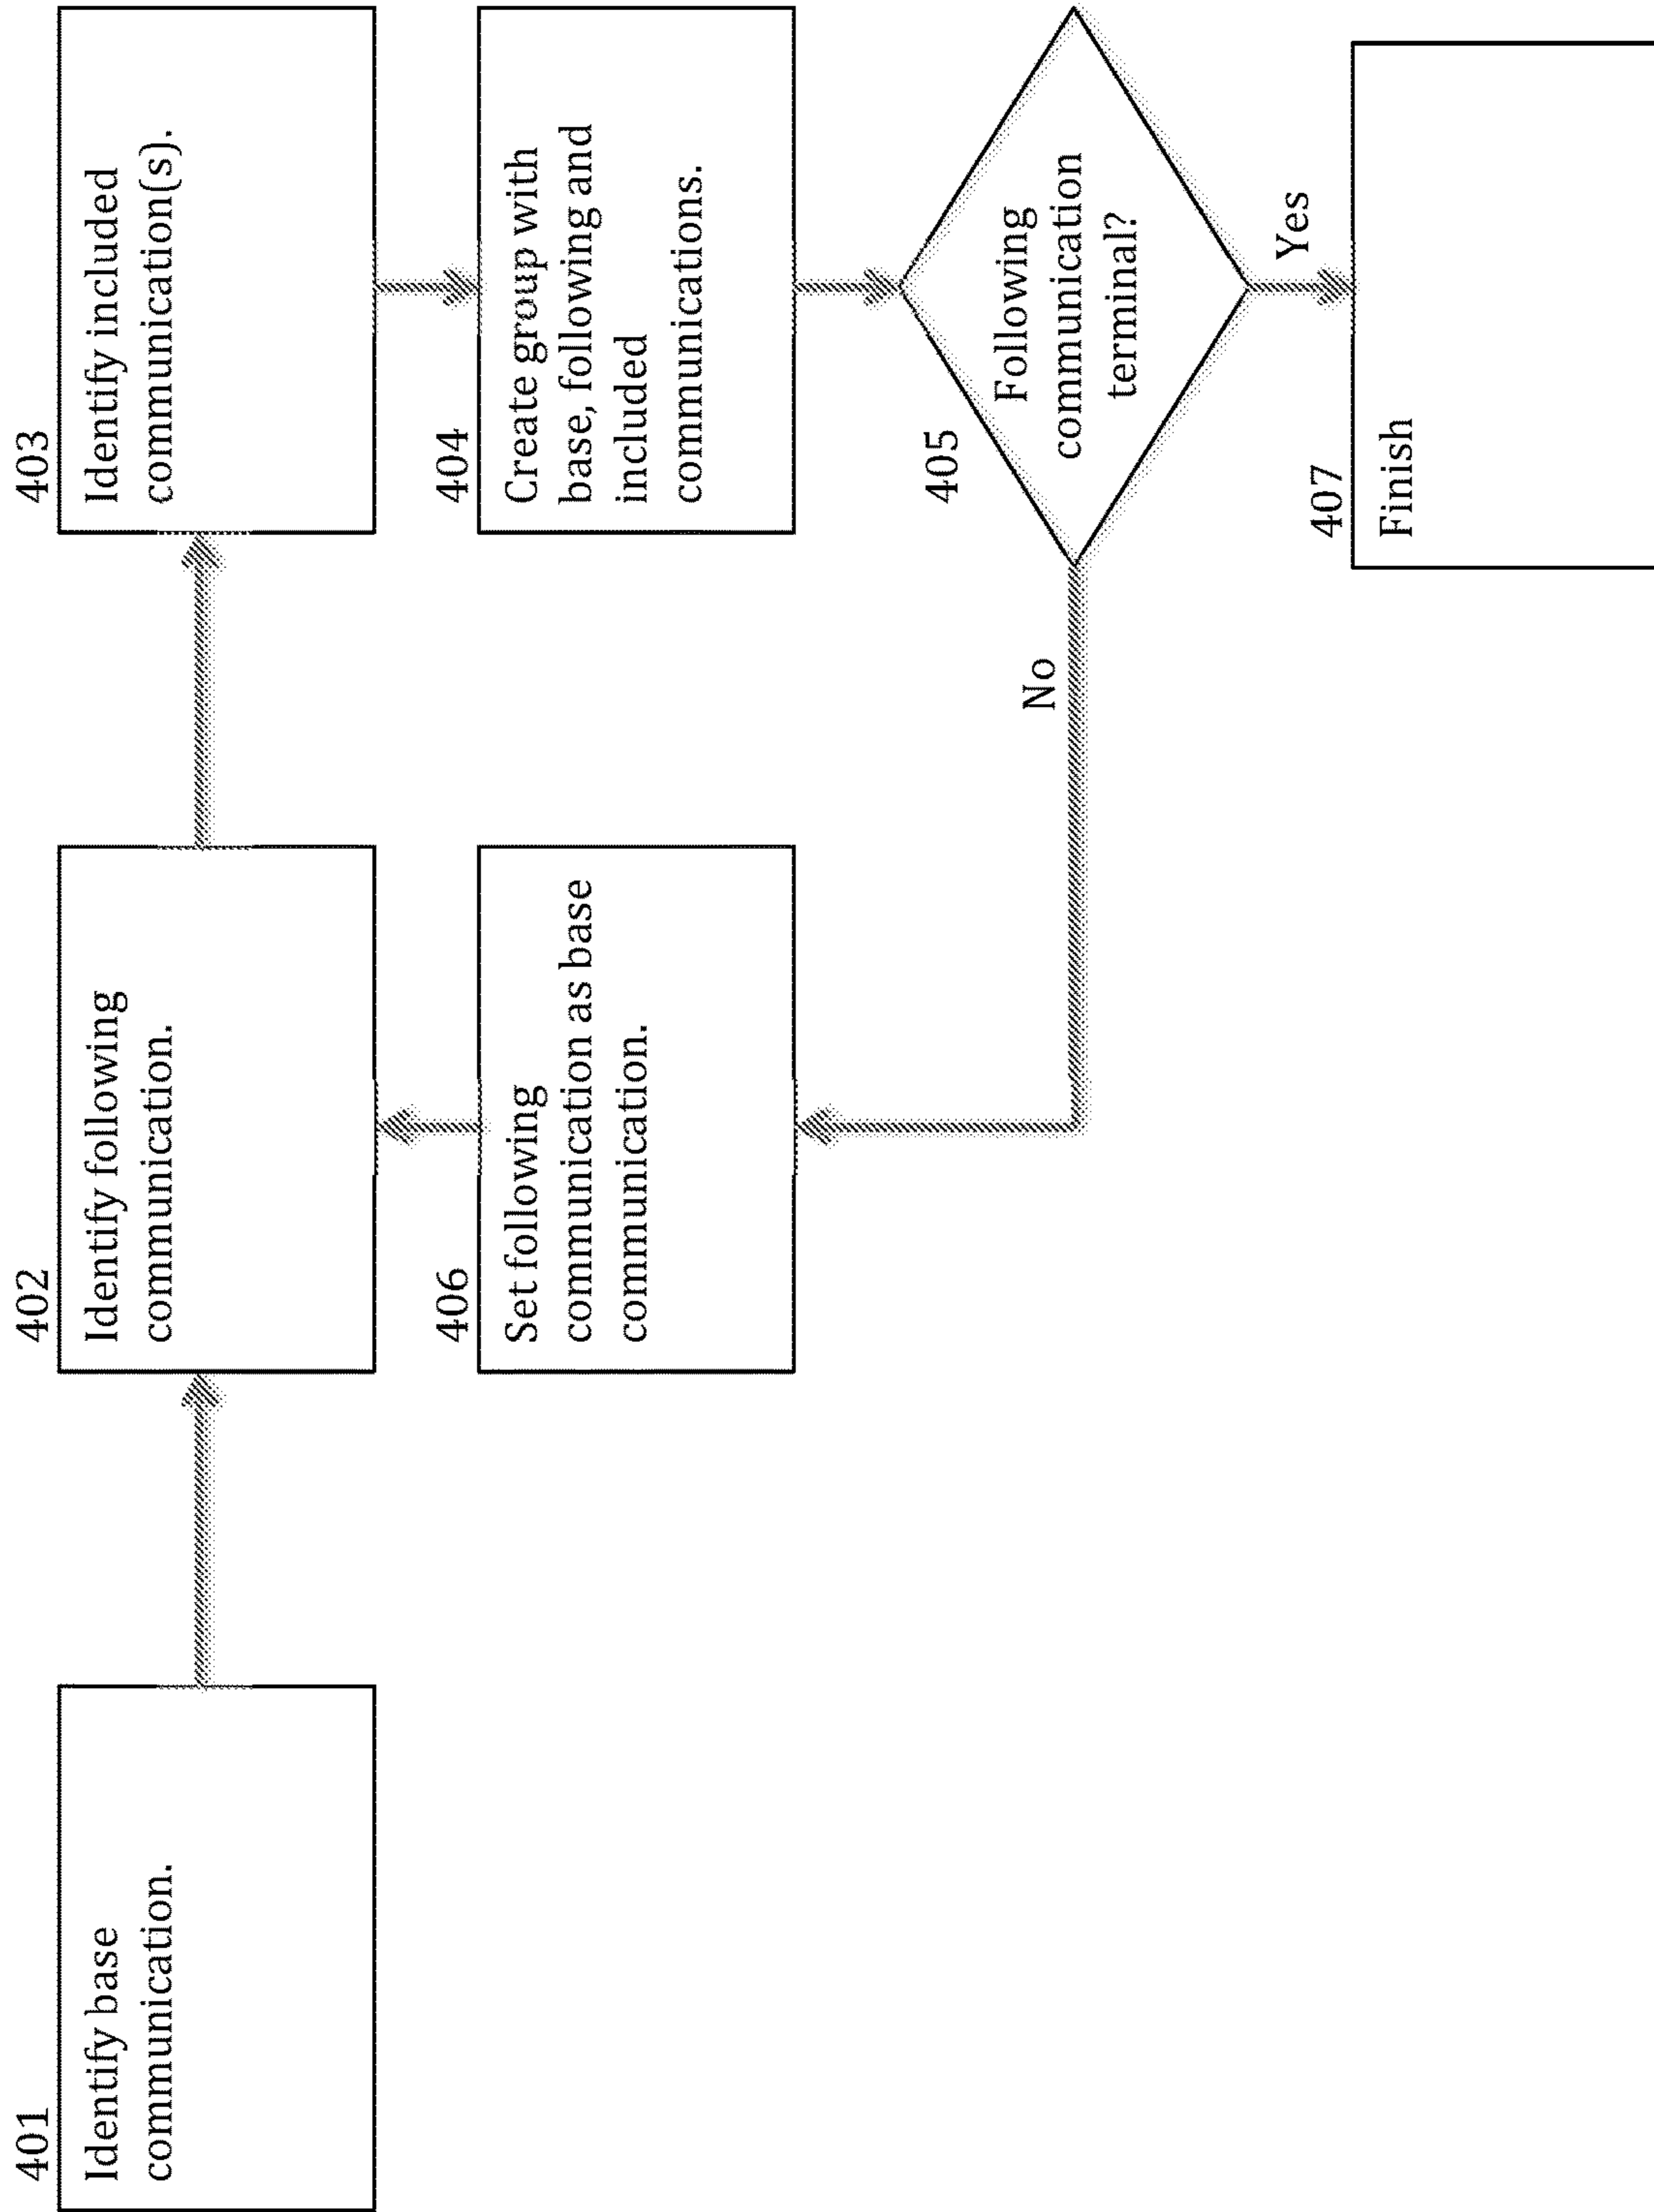 401
Identify base
communication.
402
Identify following
communication.
403
Identify included
communication(s).
404
Create group with
base, following and
included
communications.
405
Following
communication
terminal?
No
406
Set following
communication as base
communication.
Yes
407
Finish